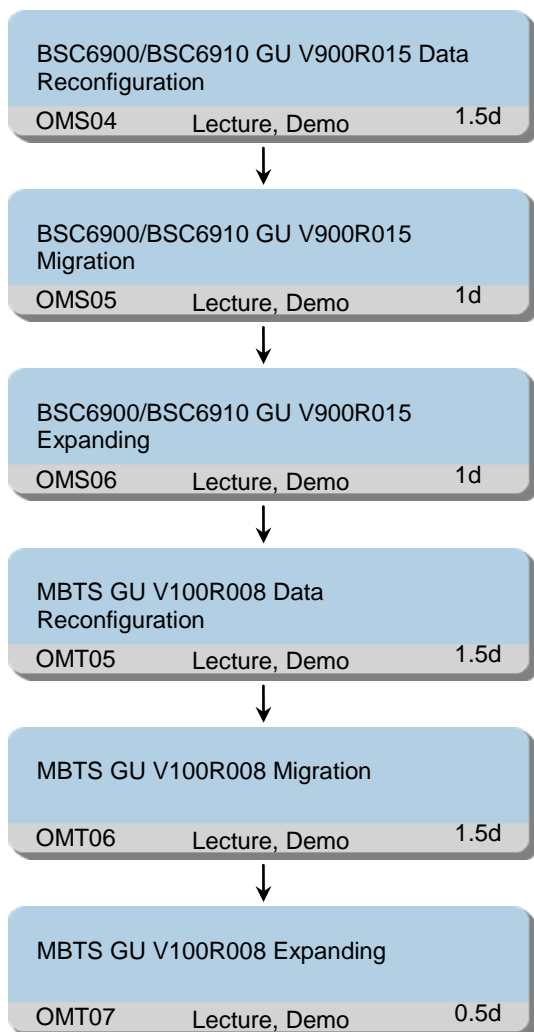 BSC6900/BSC6910 GU V900R015 Data
Reconfiguration
OMS04 Lecture, Demo 1.5d
BSC6900/BSC6910 GU V900R015
Migration
OMS05 Lecture, Demo 1d
BSC6900/BSC6910 GU V900R015
Expanding
OMS06 Lecture, Demo 1d
MBTS GU V100R008 Data
Reconfiguration
OMT05 Lecture, Demo 1.5d
MBTS GU V100R008 Migration
OMT06 Lecture, Demo 1.5d
MBTS GU V100R008 Expanding
OMT07 Lecture, Demo 0.5d